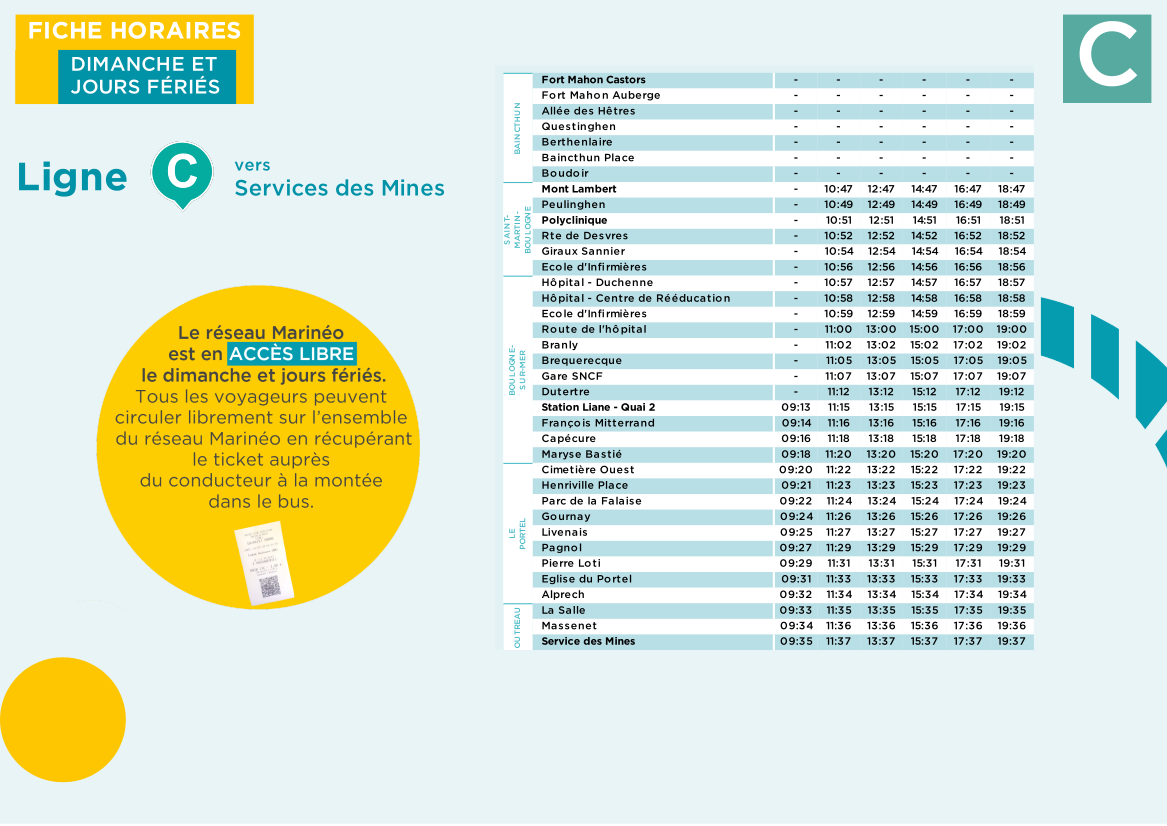 FICHE HORAIRES
DIMANCHE ET
JOURS FÉRIÉS
C
Ligne C vers
Services des Mines
Le réseau Marinéo
est en ACCÈS LIBRE
le dimanche et jours fériés.
Tous les voyageurs peuvent
circuler librement sur l'ensemble
du réseau Marinéo en récupérant
le ticket auprès
du conducteur à la montée
dans le bus.
BAINCTHUN
Fort Mahon Castors - - - - - -
Fort Mahon Auberge - - - - - -
Allée des Hêtres - - - - - -
Questinghen - - - - - -
Berthenlaire - - - - - -
Baincthun Place - - - - - -
Boudoir - - - - - -
SAINT-
MARTIN-
BOULOGNE
Mont Lambert - 10:47 12:47 14:47 16:47 18:47
Peulinghen - 10:49 12:49 14:49 16:49 18:49
Polyclinique - 10:51 12:51 14:51 16:51 18:51
Rte de Desvres - 10:52 12:52 14:52 16:52 18:52
Giraux Sannier - 10:54 12:54 14:54 16:54 18:54
Ecole d'Infirmières - 10:56 12:56 14:56 16:56 18:56
BOULOGNE-
SUR-MER
Hôpital - Duchenne - 10:57 12:57 14:57 16:57 18:57
Hôpital - Centre de Rééducation - 10:58 12:58 14:58 16:58 18:58
Ecole d'Infirmières - 10:59 12:59 14:59 16:59 18:59
Route de l'hôpital - 11:00 13:00 15:00 17:00 19:00
Branly - 11:02 13:02 15:02 17:02 19:02
Brequerecque - 11:05 13:05 15:05 17:05 19:05
Gare SNCF - 11:07 13:07 15:07 17:07 19:07
Dutertre - 11:12 13:12 15:12 17:12 19:12
Station Liane - Quai 2 09:13 11:15 13:15 15:15 17:15 19:15
François Mitterrand 09:14 11:16 13:16 15:16 17:16 19:16
Capécure 09:16 11:18 13:18 15:18 17:18 19:18
Maryse Bastié 09:18 11:20 13:20 15:20 17:20 19:20
LE
PORTEL
Cimetière Ouest 09:20 11:22 13:22 15:22 17:22 19:22
Henriville Place 09:21 11:23 13:23 15:23 17:23 19:23
Parc de la Falaise 09:22 11:24 13:24 15:24 17:24 19:24
Gournay 09:24 11:26 13:26 15:26 17:26 19:26
Livenais 09:25 11:27 13:27 15:27 17:27 19:27
Pagnol 09:27 11:29 13:29 15:29 17:29 19:29
Pierre Loti 09:29 11:31 13:31 15:31 17:31 19:31
Eglise du Portel 09:31 11:33 13:33 15:33 17:33 19:33
Alprech 09:32 11:34 13:34 15:34 17:34 19:34
OUTREAU
La Salle 09:33 11:35 13:35 15:35 17:35 19:35
Massenet 09:34 11:36 13:36 15:36 17:36 19:36
Service des Mines 09:35 11:37 13:37 15:37 17:37 19:37